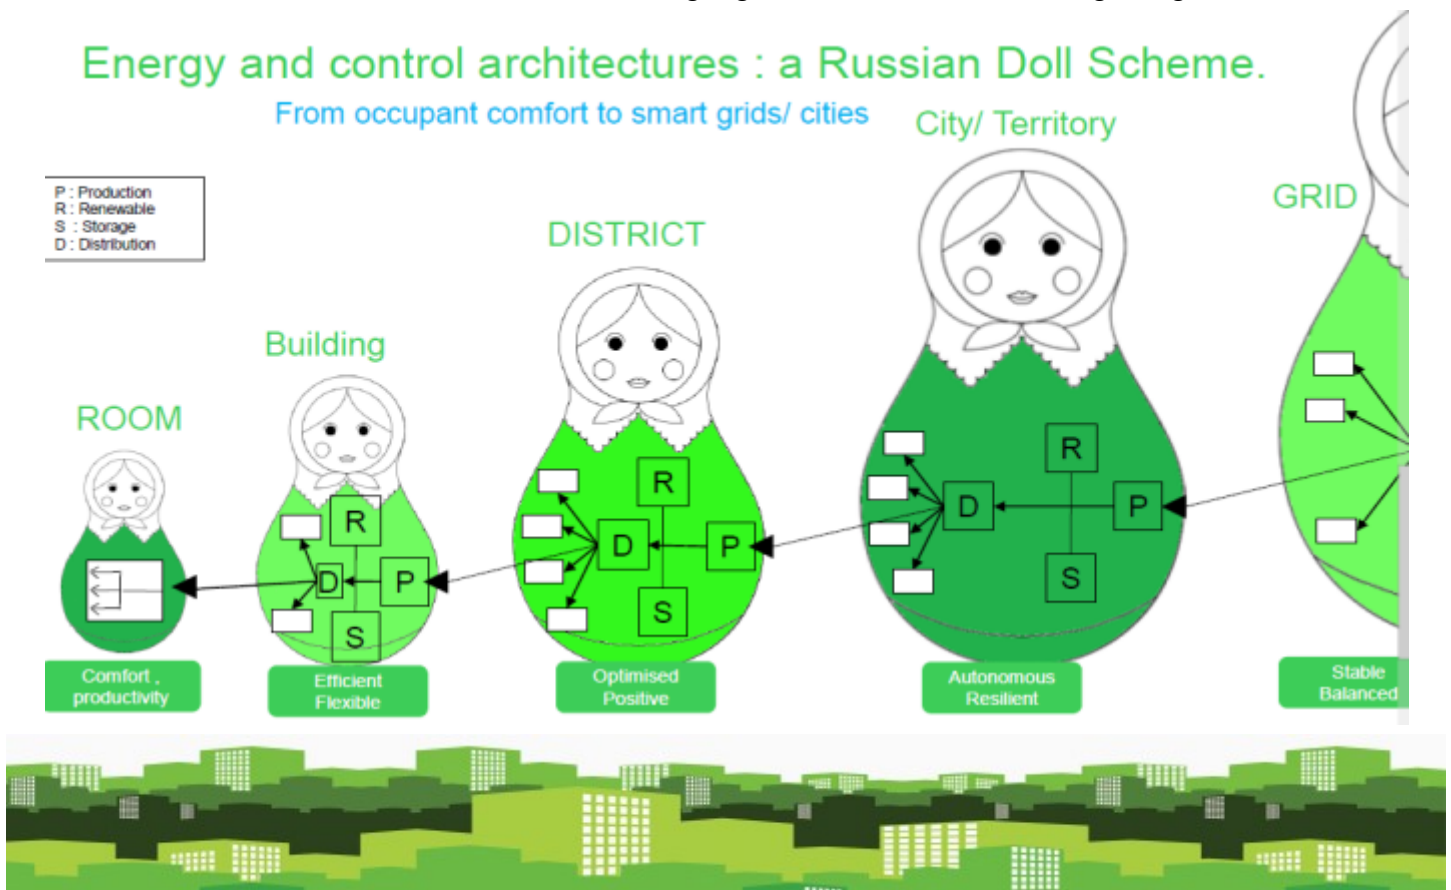 Energy and control architectures : a Russian Doll Scheme.
From occupant comfort to smart grids/ cities
P : Production
R : Renewable
S : Storage
D : Distribution
ROOM
Building
DISTRICT
City/ Territory
GRID
R
D
P
S
R
D
P
S
R
D
P
S
Comfort ,
productivity
Efficient
Flexible
Optimised
Positive
Autonomous
Resilient
Stable
Balanced